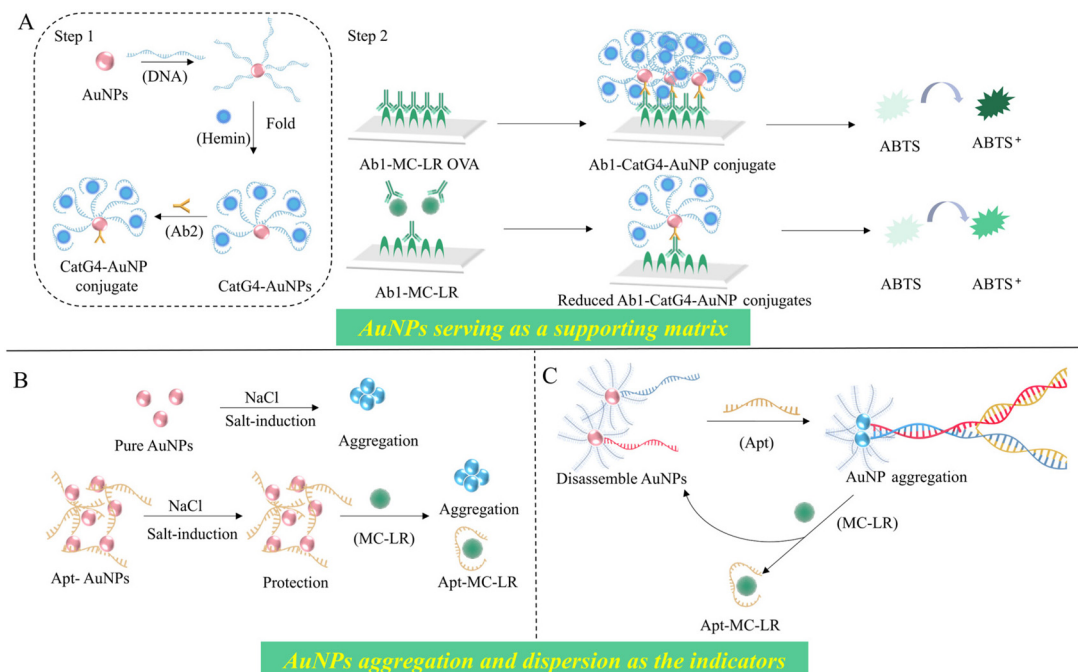 A
Step 1
AuNPs
(DNA)
(Hemin)
Fold
(Ab2)
CatG4-AuNP
conjugate
CatG4-AuNPs
Step 2
Ab1-MC-LR OVA
Ab1-CatG4-AuNP conjugate
ABTS
ABTS+
Ab1-MC-LR
Reduced Ab1-CatG4-AuNP conjugates
ABTS
ABTS+
AuNPs serving as a supporting matrix
B
Pure AuNPs
NaCl
Salt-induction
Aggregation
Apt- AuNPs
NaCl
Salt-induction
Protection
(MC-LR)
Aggregation
Apt-MC-LR
C
Disassemble AuNPs
(Apt)
AuNP aggregation
(MC-LR)
Apt-MC-LR
AuNPs aggregation and dispersion as the indicators